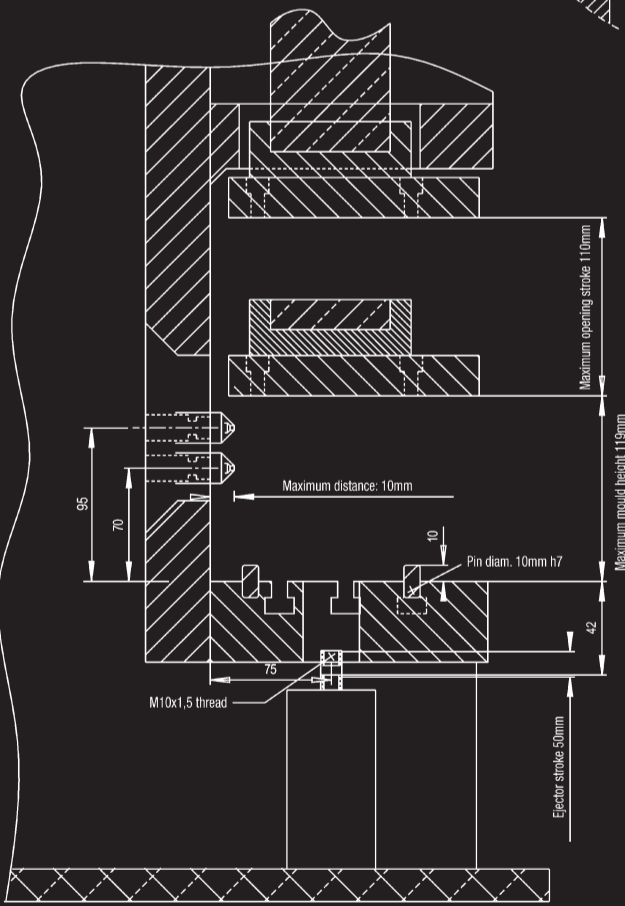 Maximum opening stroke 110mm
95
70
Maximum distance: 10mm
10
Pin diam. 10mm h7
Maximum mould height 119mm
42
75
M10x1,5 thread
Ejector stroke 50mm